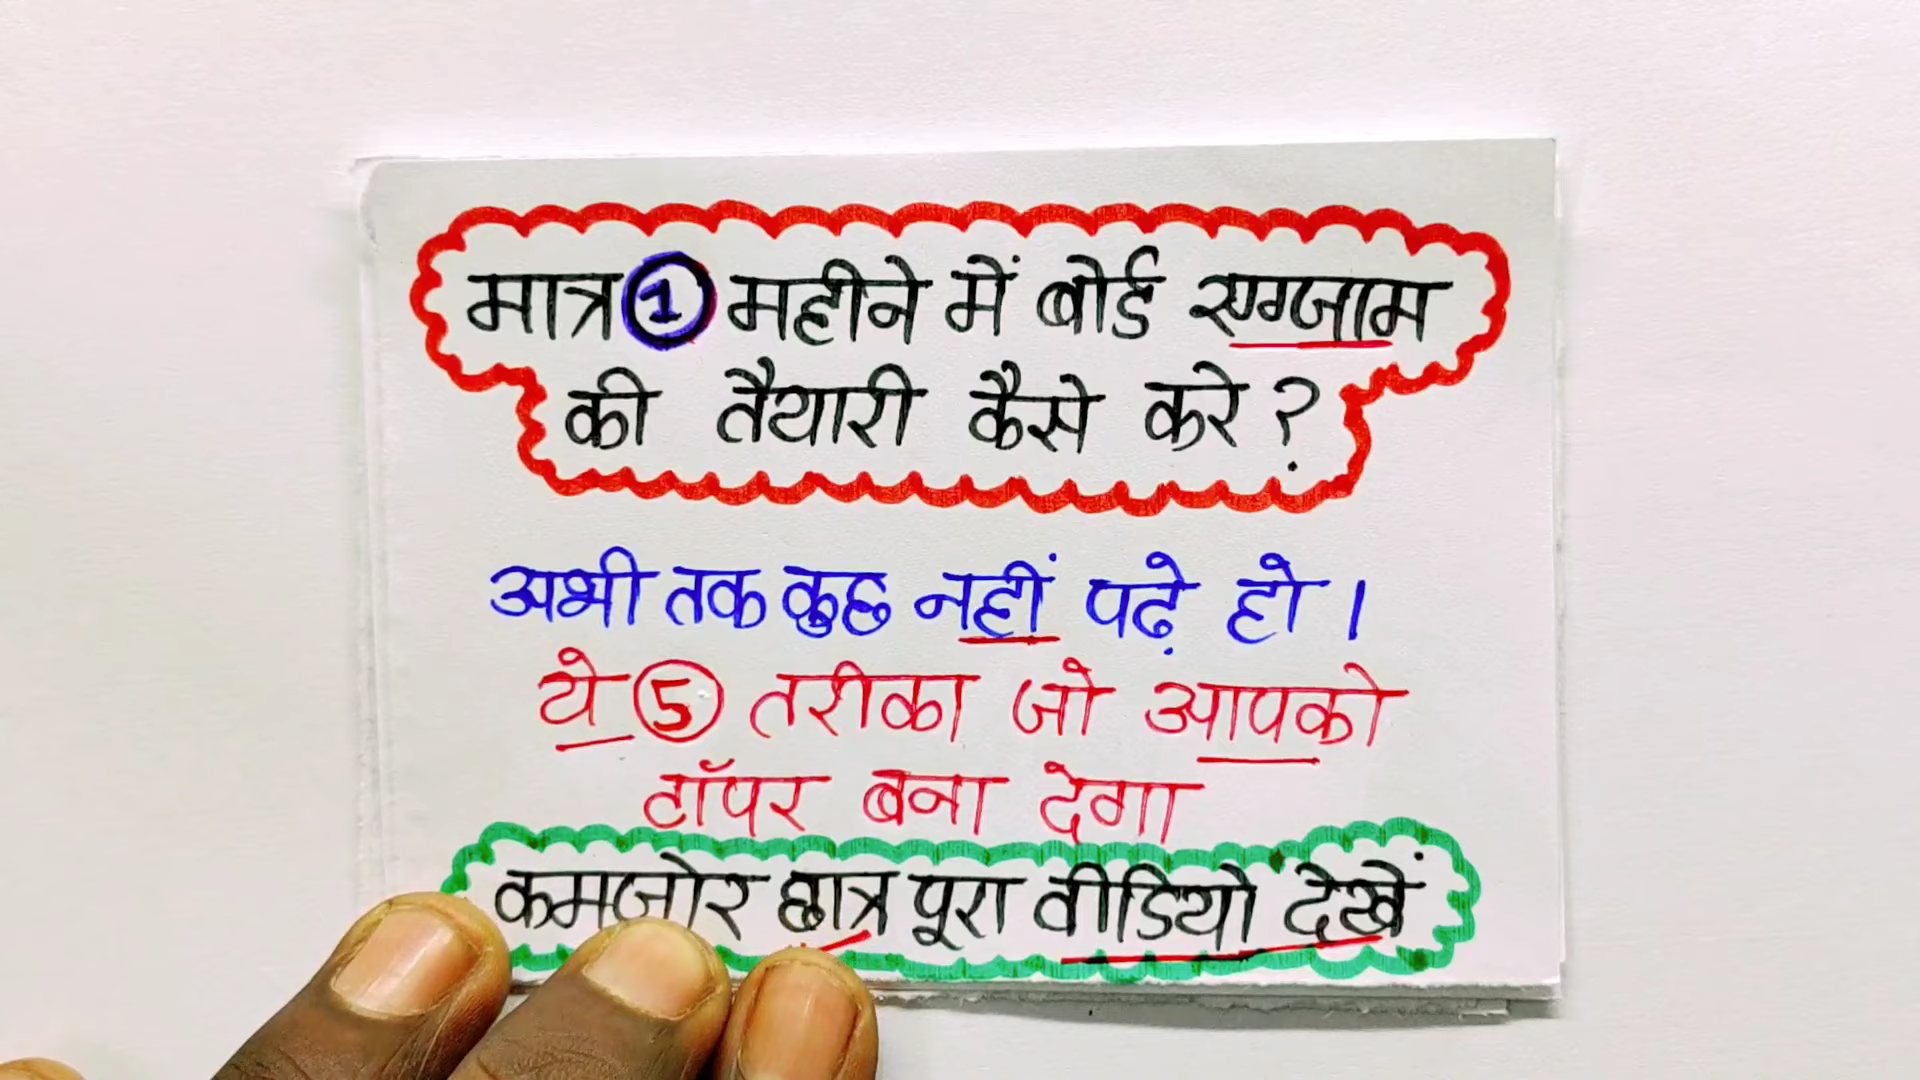 मात्र 1 महीने में बोर्ड एग्जाम
की तैयारी कैसे करे ?
अभी तक कुछ नहीं पढ़े हो ।
ये 5 तरीका जो आपको
टॉपर बना देगा
कमजोर छात्र पूरा वीडियो देखें